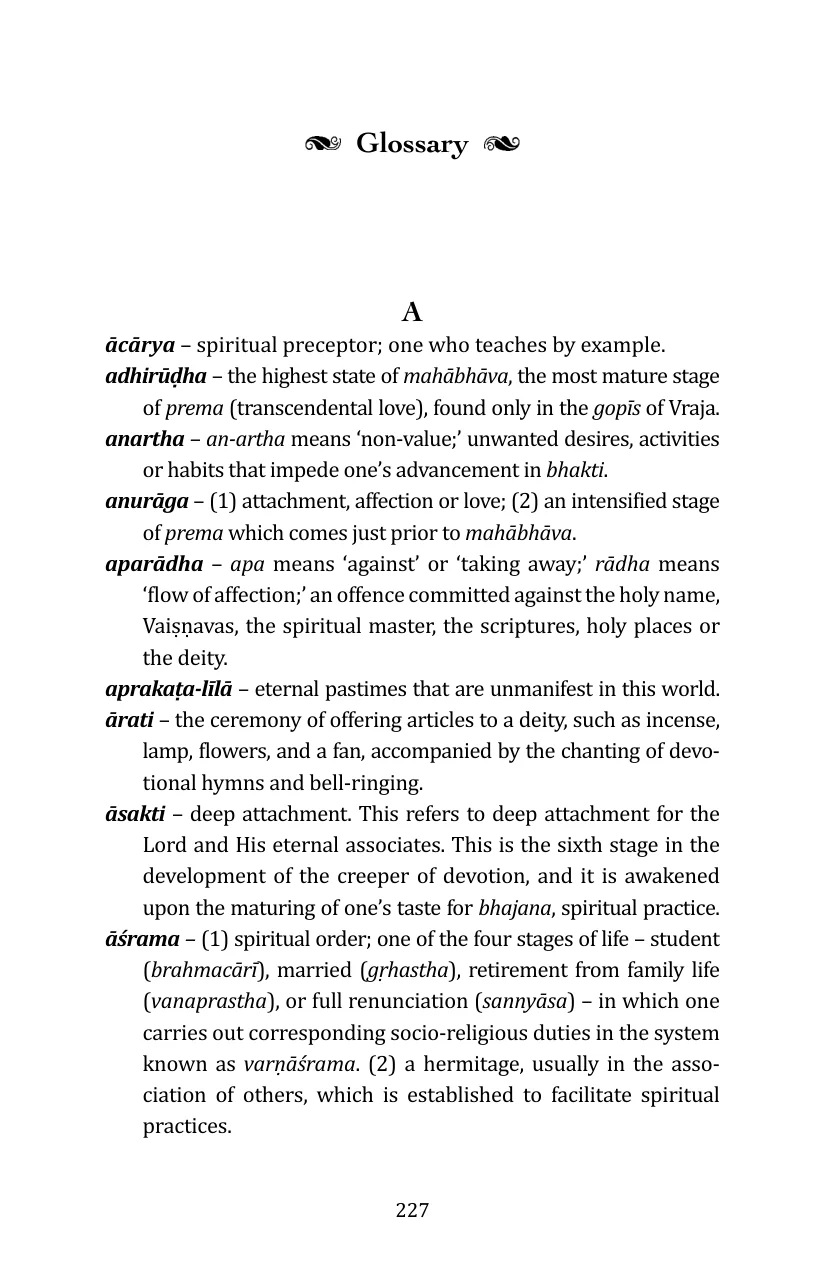 Glossary
A
ācārya – spiritual preceptor; one who teaches by example.
adhirūḍha – the highest state of mahābhāva, the most mature stage
of prema (transcendental love), found only in the gopīs of Vraja.
anartha – an-artha means ‘non-value;’ unwanted desires, activities
or habits that impede one’s advancement in bhakti.
anurāga – (1) attachment, affection or love; (2) an intensified stage
of prema which comes just prior to mahābhāva.
aparādha – apa means ‘against’ or ‘taking away;’ rādha means
‘flow of affection;’ an offence committed against the holy name,
Vaiṣṇavas, the spiritual master, the scriptures, holy places or
the deity.
aprakaṭa-līlā – eternal pastimes that are unmanifest in this world.
ārati – the ceremony of offering articles to a deity, such as incense,
lamp, flowers, and a fan, accompanied by the chanting of devo-
tional hymns and bell-ringing.
āsakti – deep attachment. This refers to deep attachment for the
Lord and His eternal associates. This is the sixth stage in the
development of the creeper of devotion, and it is awakened
upon the maturing of one’s taste for bhajana, spiritual practice.
āśrama – (1) spiritual order; one of the four stages of life – student
(brahmacārī), married (gṛhastha), retirement from family life
(vanaprastha), or full renunciation (sannyāsa) – in which one
carries out corresponding socio-religious duties in the system
known as varṇāśrama. (2) a hermitage, usually in the asso-
ciation of others, which is established to facilitate spiritual
practices.
227